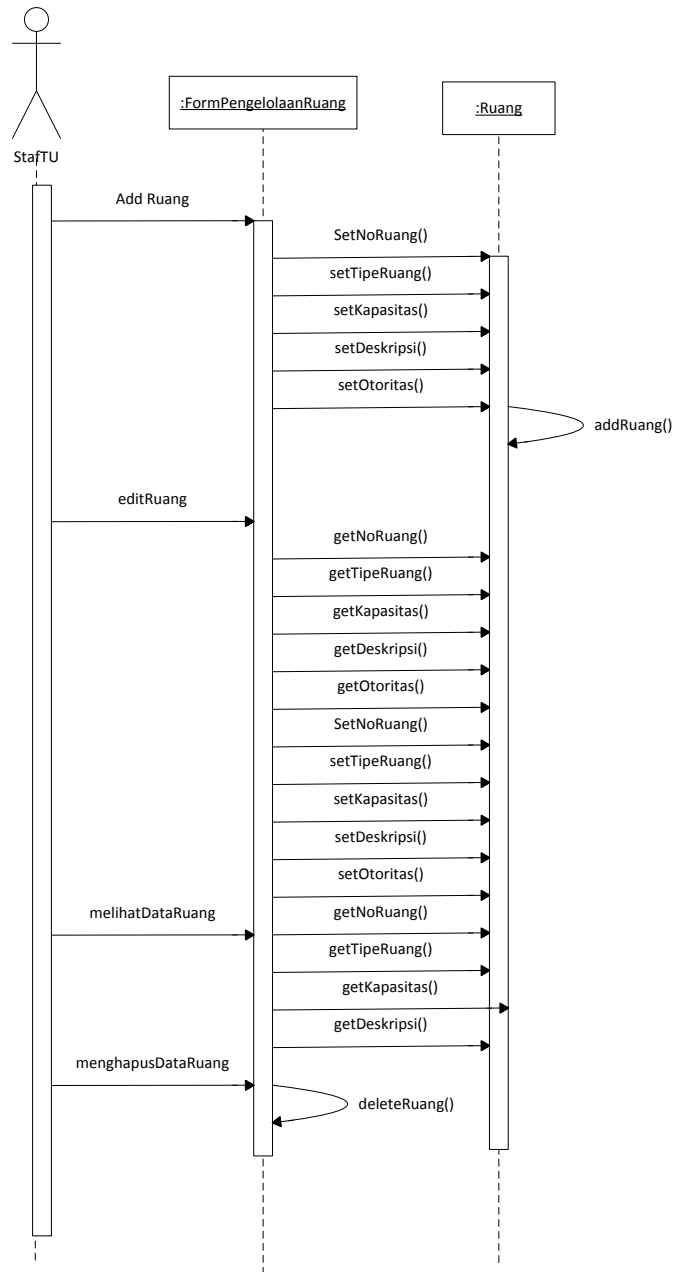 :FormPengelolaanRuang
:Ruang
StafTU
Add Ruang
SetNoRuang()
setTipeRuang()
setKapasitas()
setDeskripsi()
setOtoritas()
addRuang()
editRuang
getNoRuang()
getTipeRuang()
getKapasitas()
getDeskripsi()
getOtoritas()
SetNoRuang()
setTipeRuang()
setKapasitas()
setDeskripsi()
setOtoritas()
melihatDataRuang
getNoRuang()
getTipeRuang()
getKapasitas()
getDeskripsi()
menghapusDataRuang
deleteRuang()